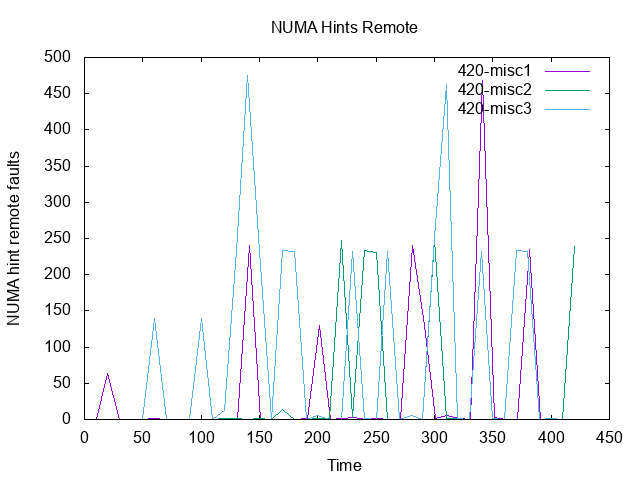 NUMA Hints Remote
420-misc1
420-misc2
420-misc3
NUMA hint remote faults
500
450
400
350
300
250
200
150
100
50
0
0 50 100 150 200 250 300 350 400 450
Time